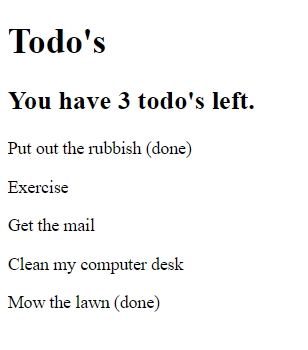 Todo's
You have 3 todo's left.
Put out the rubbish (done)
Exercise
Get the mail
Clean my computer desk
Mow the lawn (done)